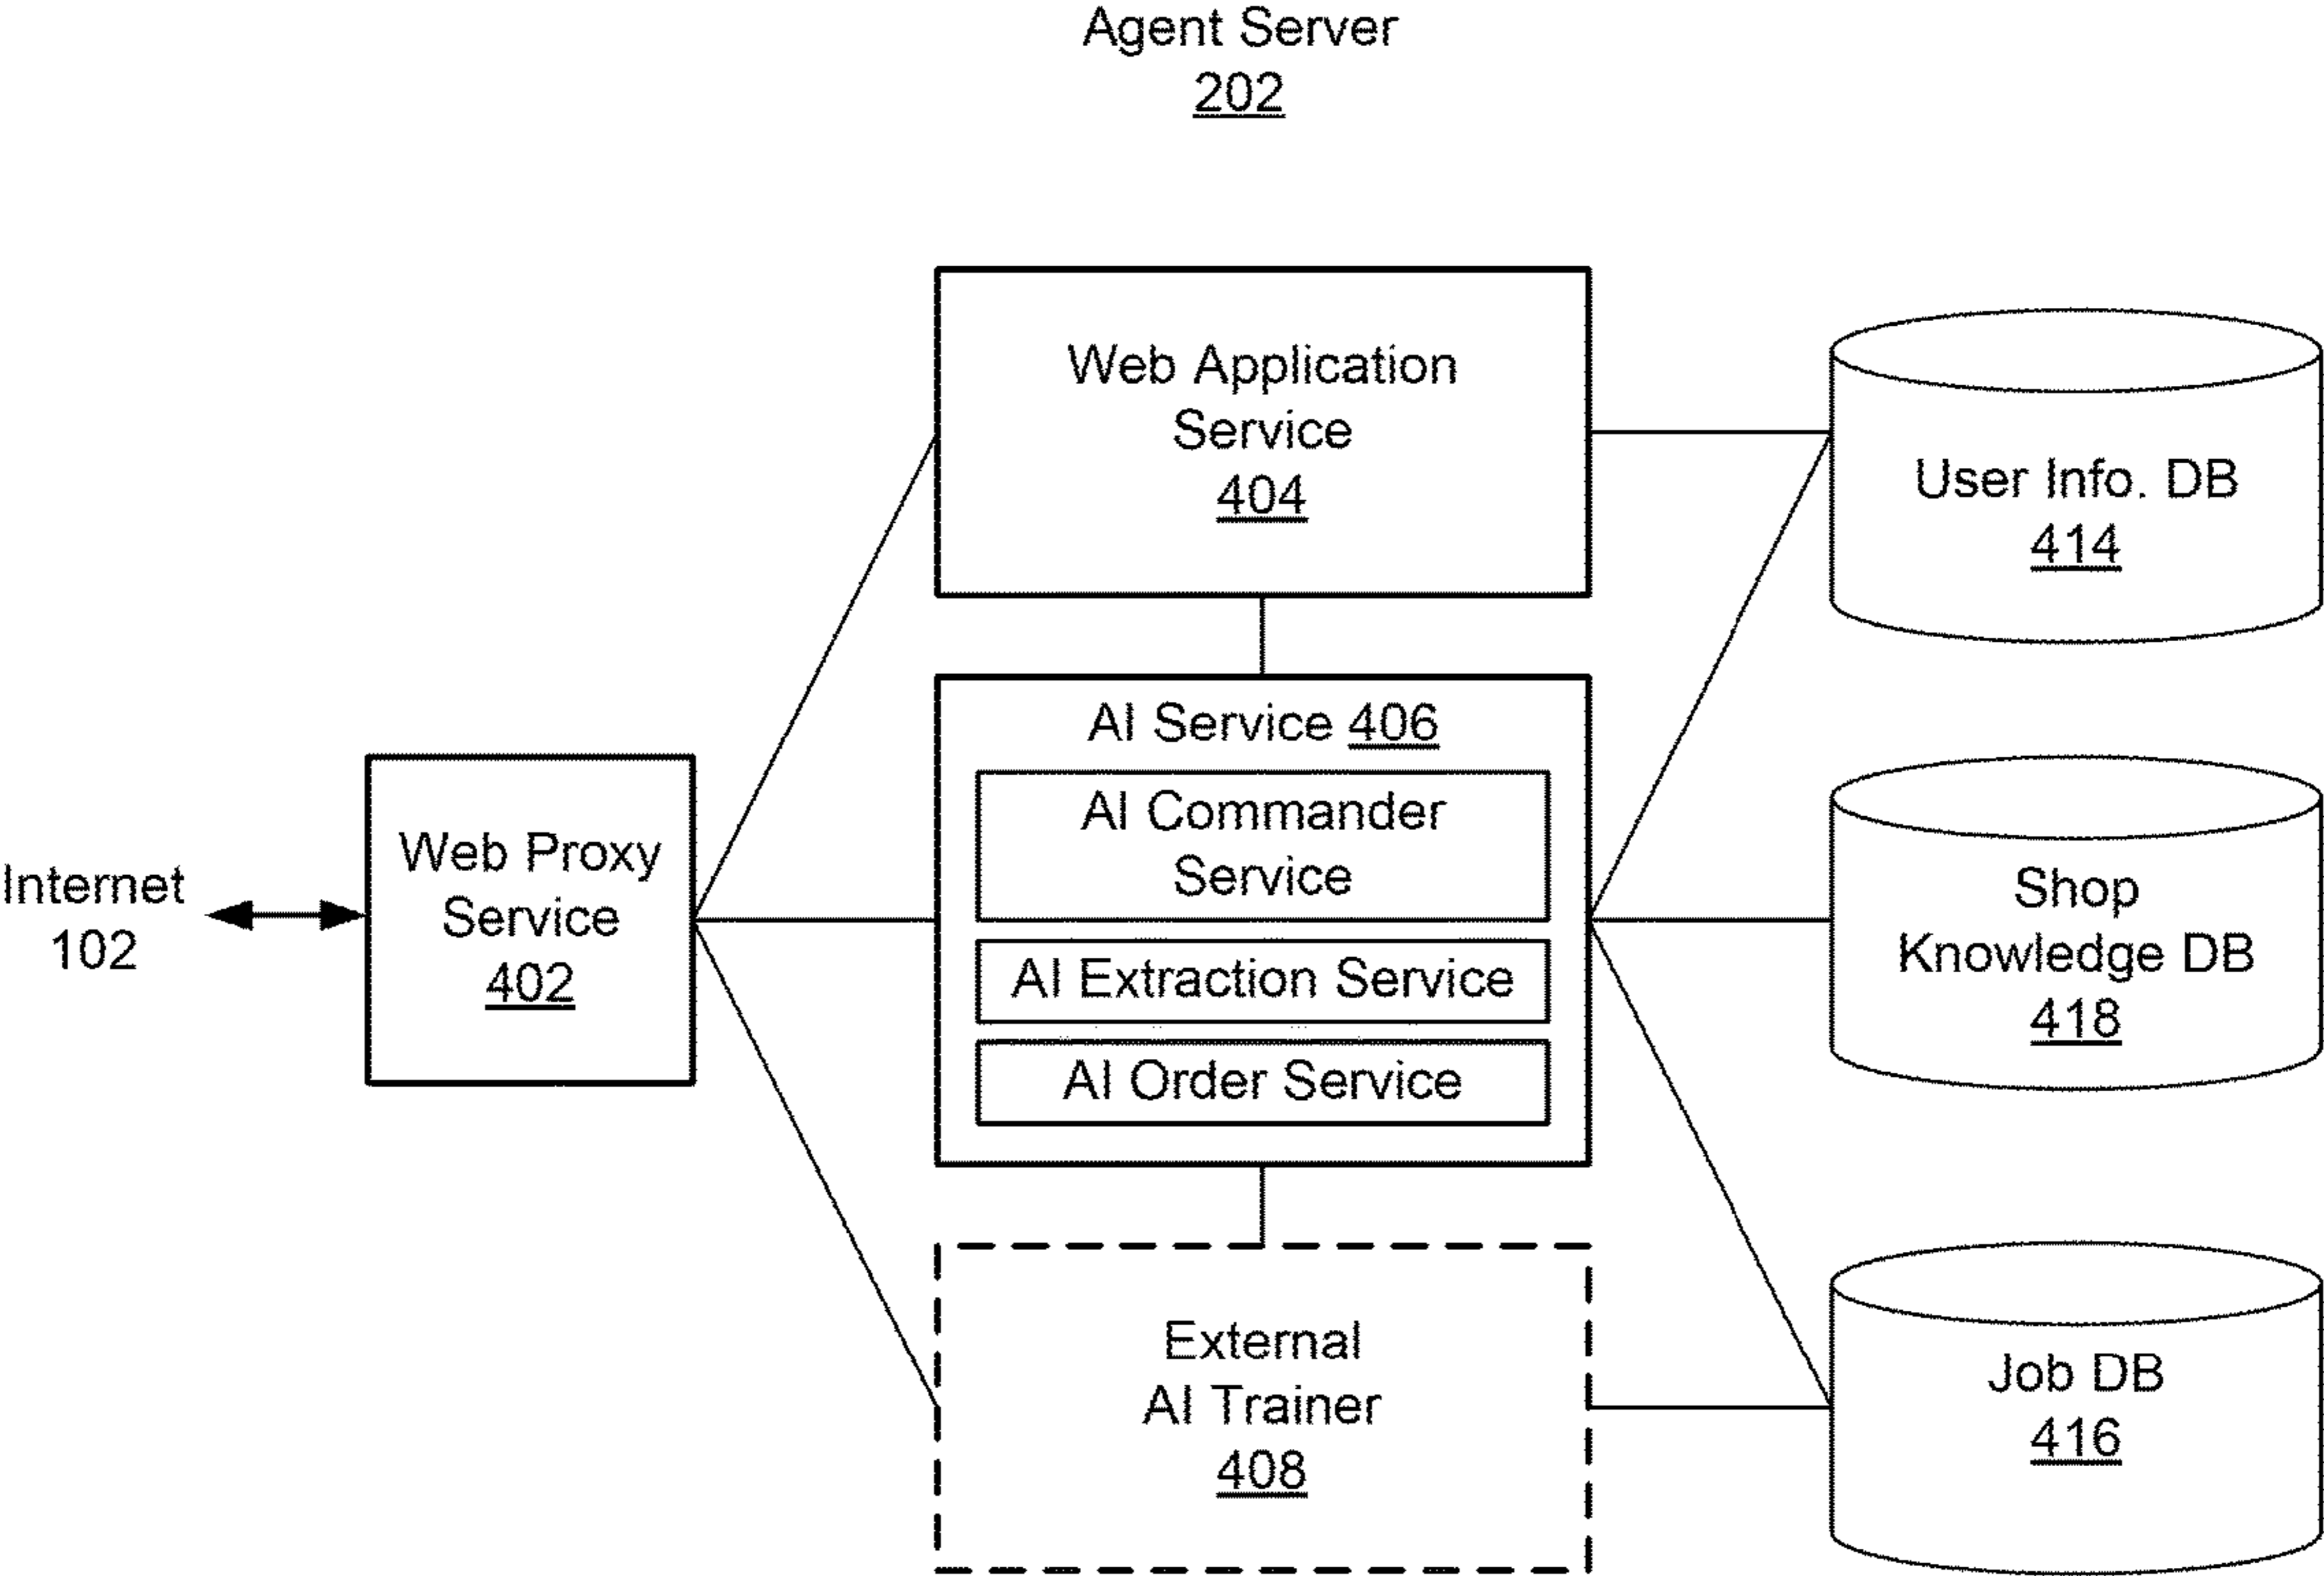 Agent Server
202
Web Application
Service
404
User Info. DB
414
AI Service 406
AI Commander
Service
AI Extraction Service
AI Order Service
Web Proxy
Service
402
Internet
102
Shop
Knowledge DB
418
External
AI Trainer
408
Job DB
416